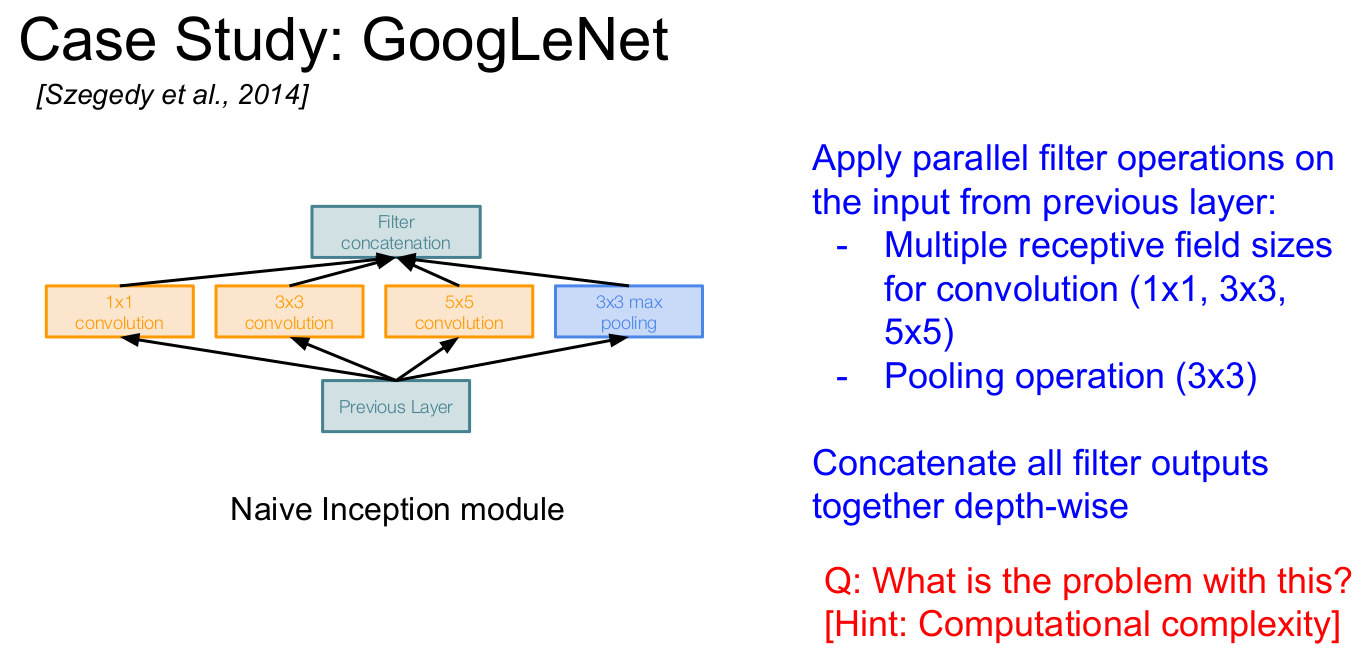 Case Study: GoogLeNet
[Szegedy et al., 2014]
Filter
concatenation
1x1
convolution
3x3
convolution
5x5
convolution
3x3 max
pooling
Previous Layer
Naive Inception module
Apply parallel filter operations on
the input from previous layer:
- Multiple receptive field sizes
for convolution (1x1, 3x3,
5x5)
- Pooling operation (3x3)
Concatenate all filter outputs
together depth-wise
Q: What is the problem with this?
[Hint: Computational complexity]